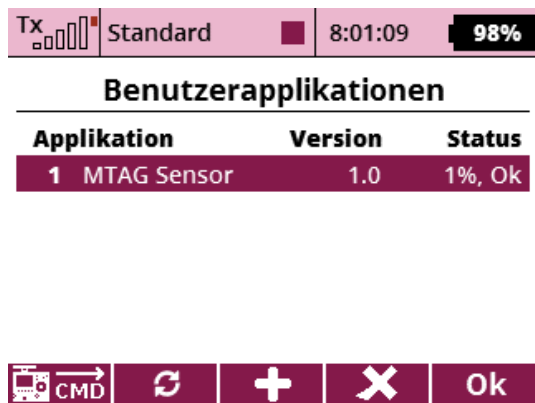 Tx Standard 8:01:09 98%
Benutzerapplikationen
Applikation Version Status
1 MTAG Sensor 1.0 1%, Ok
CMD Ok